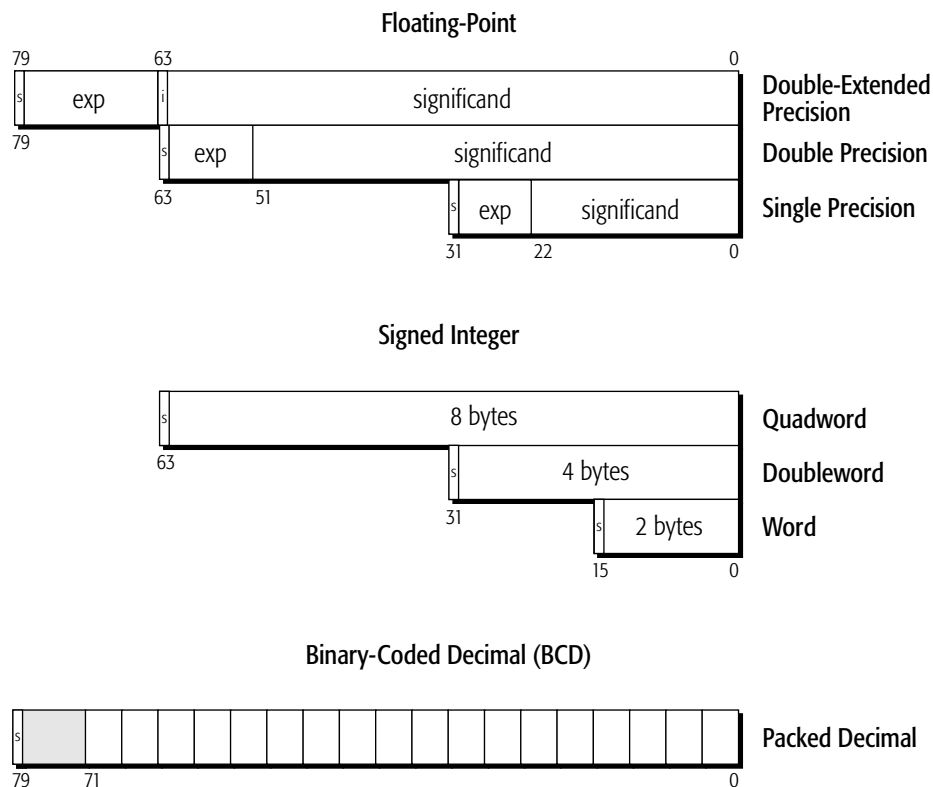 Floating-Point
79 63 0
s exp i significand Double-Extended
Precision
79
s exp significand Double Precision
63 51
s exp significand Single Precision
31 22 0
Signed Integer
s 8 bytes Quadword
63
s 4 bytes Doubleword
31
s 2 bytes Word
15 0
Binary-Coded Decimal (BCD)
s Packed Decimal
79 71 0